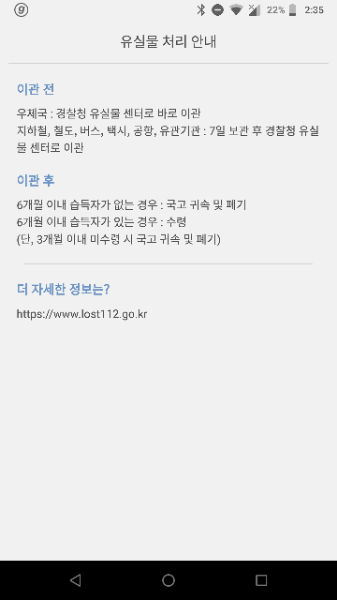 22% 2:35
유실물 처리 안내
이관 전
우체국 : 경찰청 유실물 센터로 바로 이관
지하철, 철도, 버스, 택시, 공항, 유관기관 : 7일 보관 후 경찰청 유실
물 센터로 이관
이관 후
6개월 이내 습득자가 없는 경우 : 국고 귀속 및 폐기
6개월 이내 습득자가 있는 경우 : 수령
(단, 3개월 이내 미수령 시 국고 귀속 및 폐기)
더 자세한 정보는?
https://www.lost112.go.kr